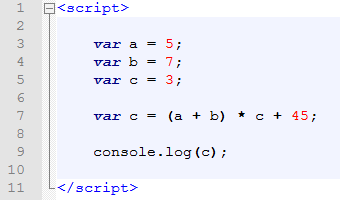 1 <script>
2
3 var a = 5;
4 var b = 7;
5 var c = 3;
6
7 var c = (a + b) * c + 45;
8
9 console.log(c);
10
11 </script>